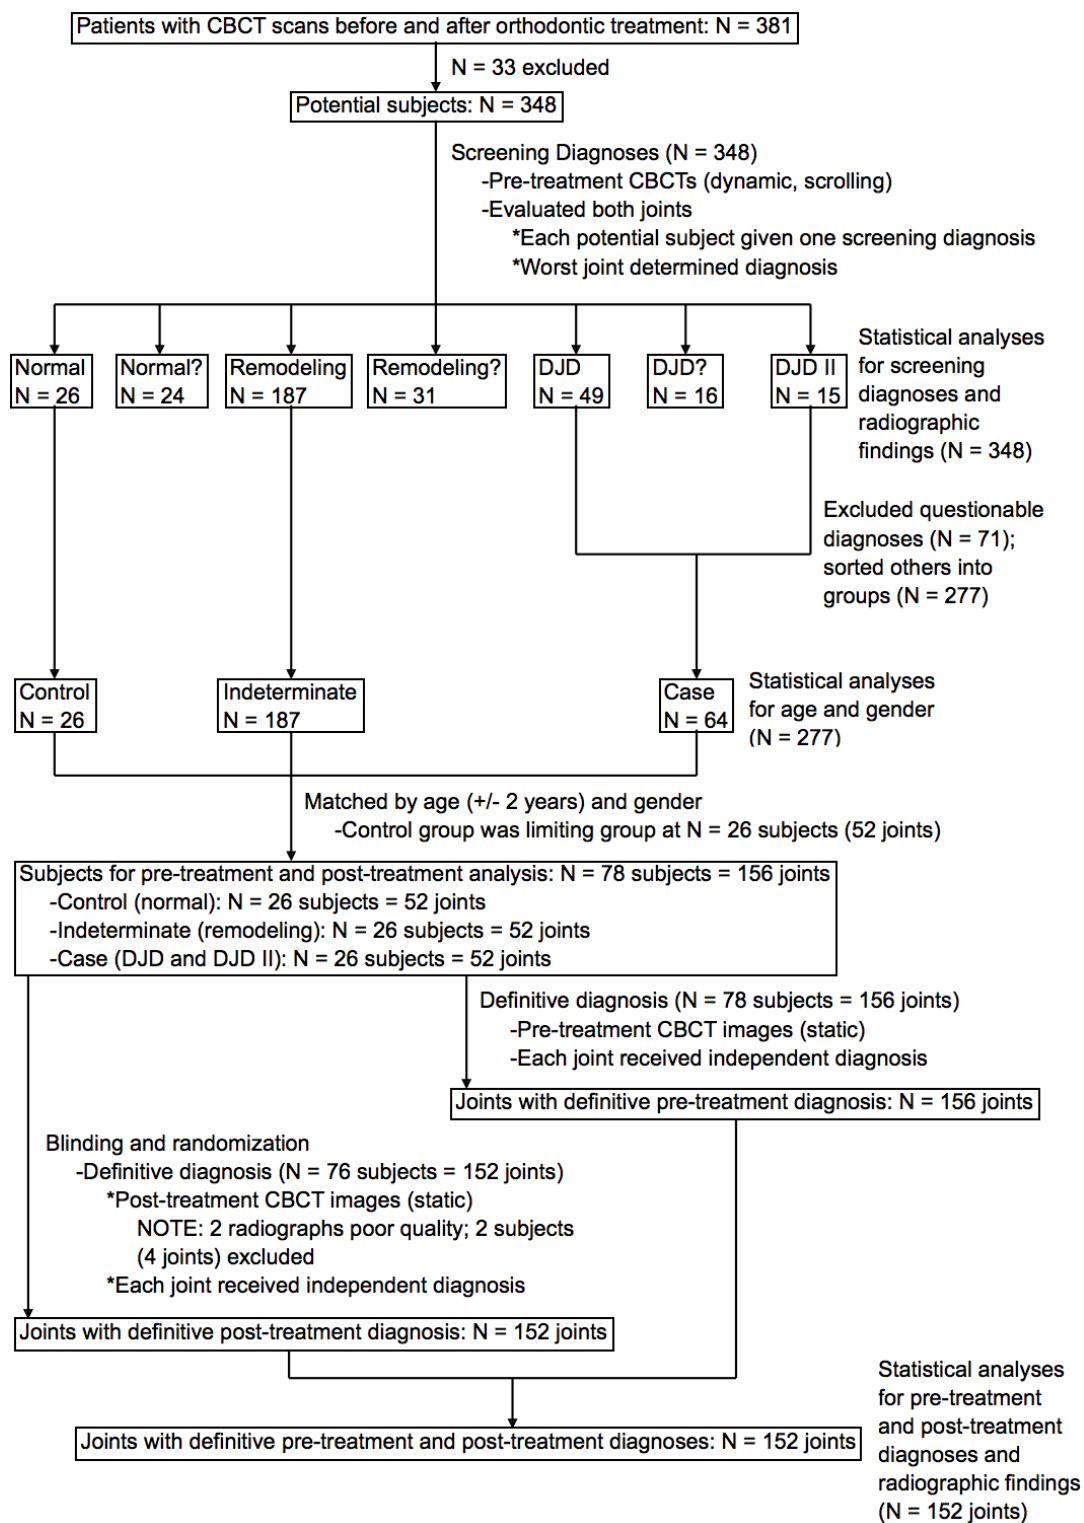 Patients with CBCT scans before and after orthodontic treatment: N = 381
N = 33 excluded
Potential subjects: N = 348
Screening Diagnoses (N = 348)
-Pre-treatment CBCTs (dynamic, scrolling)
-Evaluated both joints
*Each potential subject given one screening diagnosis
*Worst joint determined diagnosis
Normal
N = 26
Normal?
N = 24
Remodeling
N = 187
Remodeling?
N = 31
DJD
N = 49
DJD?
N = 16
DJD II
N = 15
Statistical analyses
for screening
diagnoses and
radiographic
findings (N = 348)
Excluded questionable
diagnoses (N = 71);
sorted others into
groups (N = 277)
Control
N = 26
Indeterminate
N = 187
Case
N = 64
Statistical analyses
for age and gender
(N = 277)
Matched by age (+/- 2 years) and gender
-Control group was limiting group at N = 26 subjects (52 joints)
Subjects for pre-treatment and post-treatment analysis: N = 78 subjects = 156 joints
-Control (normal): N = 26 subjects = 52 joints
-Indeterminate (remodeling): N = 26 subjects = 52 joints
-Case (DJD and DJD II): N = 26 subjects = 52 joints
Definitive diagnosis (N = 78 subjects = 156 joints)
-Pre-treatment CBCT images (static)
-Each joint received independent diagnosis
Joints with definitive pre-treatment diagnosis: N = 156 joints
Blinding and randomization
-Definitive diagnosis (N = 76 subjects = 152 joints)
*Post-treatment CBCT images (static)
NOTE: 2 radiographs poor quality; 2 subjects
(4 joints) excluded
*Each joint received independent diagnosis
Joints with definitive post-treatment diagnosis: N = 152 joints
Joints with definitive pre-treatment and post-treatment diagnoses: N = 152 joints
Statistical analyses
for pre-treatment
and post-treatment
diagnoses and
radiographic findings
(N = 152 joints)